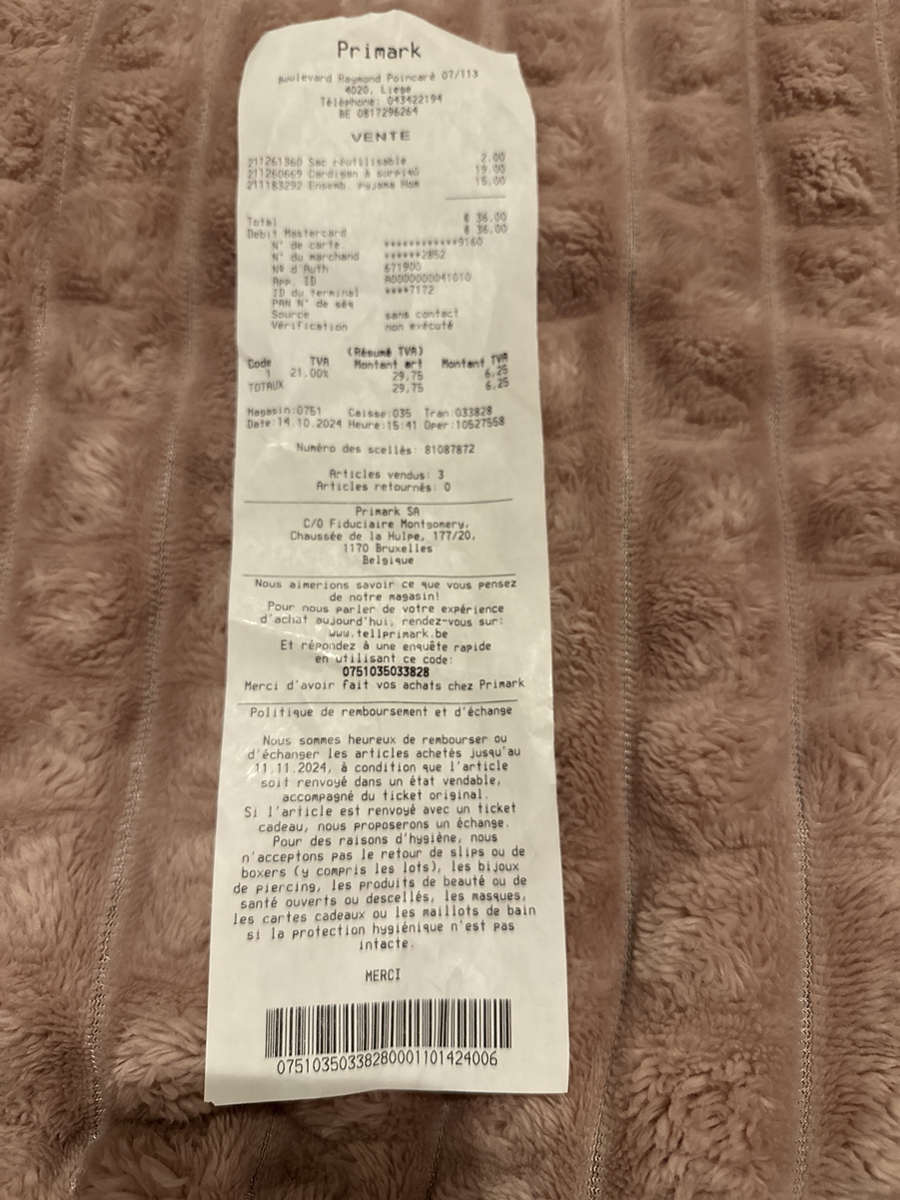 Primark
Boulevard Raymond Poincaré 07/113
4020, Liege
Téléphone: 043422194
BE 0817296264
VENTE
211261360 Sac réutilisable 2.00
211260669 Cardigan à surpiq 19.00
211183292 Ensemb. pyjama Hom 15.00
Total € 36.00
Debit Mastercard € 36.00
N° de carte ************9160
N° du marchand ******2852
Nº d'Auth 671900
App. ID A0000000041010
ID du terminal ****7172
PAN N° de séq
Source sans contact
Vérification non exécuté
(Résumé TVA)
Code TVA Montant art Montant TVA
1 21.00% 29,75 6,25
TOTAUX 29,75 6,25
Magasin:0751 Caisse:035 Tran:033828
Date:14.10.2024 Heure:15:41 Oper:10527558
Numéro des scellés: 81087872
Articles vendus: 3
Articles retournés: 0
Primark SA
C/O Fiduciaire Montgomery,
Chaussée de la Hulpe, 177/20,
1170 Bruxelles
Belgique
Nous aimerions savoir ce que vous pensez
de notre magasin!
Pour nous parler de votre expérience
d'achat aujourd'hui, rendez-vous sur:
www.tellprimark.be
Et répondez à une enquête rapide
en utilisant ce code:
0751035033828
Merci d'avoir fait vos achats chez Primark
Politique de remboursement et d'échange
Nous sommes heureux de rembourser ou
d'échanger les articles achetés jusqu'au
11.11.2024, à condition que l'article
soit renvoyé dans un état vendable,
accompagné du ticket original.
Si l'article est renvoyé avec un ticket
cadeau, nous proposerons un échange.
Pour des raisons d'hygiène, nous
n'acceptons pas le retour de slips ou de
boxers (y compris les lots), les bijoux
de piercing, les produits de beauté ou de
santé ouverts ou descellés, les masques,
les cartes cadeaux ou les maillots de bain
si la protection hygiénique n'est pas
intacte.
MERCI
07510350338280001101424006